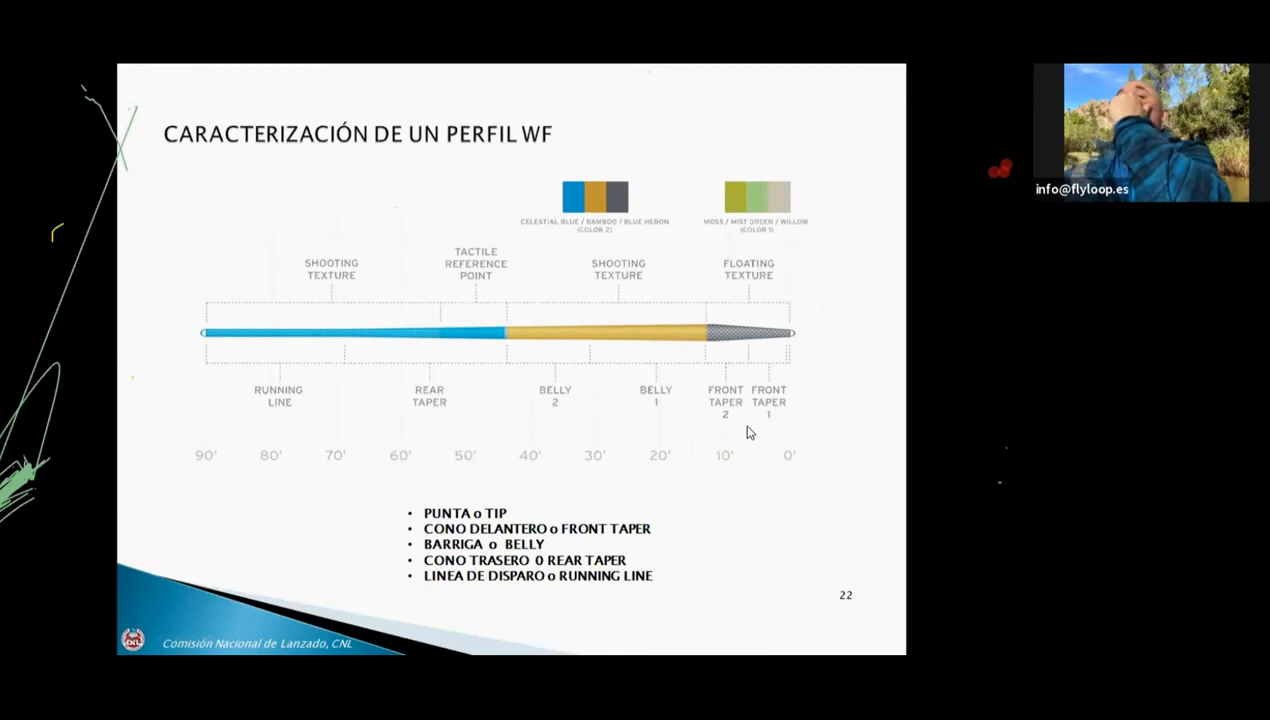 CARACTERIZACIÓN DE UN PERFIL WF
info@flyloop.es
CELESTIAL BLUE / BAMBOO / BLUE HERON
(COLOR 2)
MOSS / MIST GREEN / WILLOW
(COLOR 1)
SHOOTING
TEXTURE
TACTILE
REFERENCE
POINT
SHOOTING
TEXTURE
FLOATING
TEXTURE
RUNNING
LINE
REAR
TAPER
BELLY
2
BELLY
1
FRONT
TAPER
2
FRONT
TAPER
1
90' 80' 70' 60' 50' 40' 30' 20' 10' 0'
• PUNTA o TIP
• CONO DELANTERO o FRONT TAPER
• BARRIGA o BELLY
• CONO TRASERO 0 REAR TAPER
• LINEA DE DISPARO o RUNNING LINE
22
Comisión Nacional de Lanzado, CNL